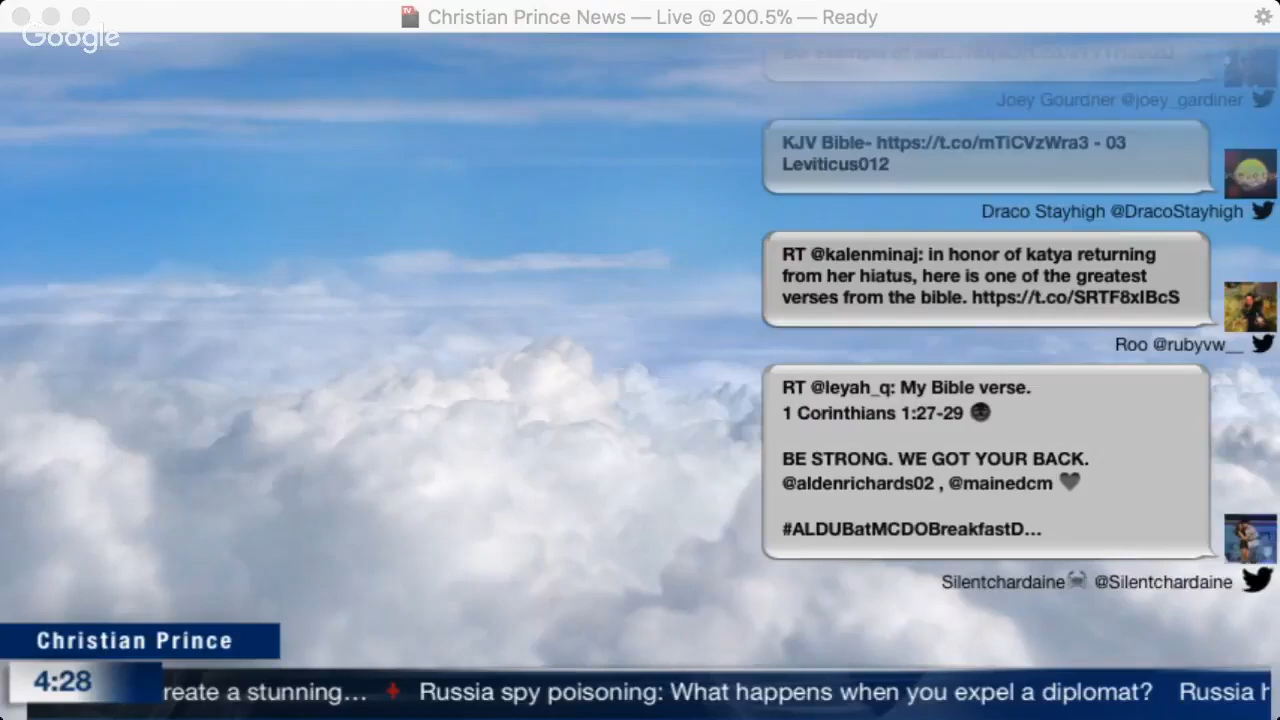 Christian Prince News — Live @ 200.5% — Ready
Google
Joey Gourdner @joey_gardiner
KJV Bible- https://t.co/mTiCVzWra3 - 03
Leviticus012
Draco Stayhigh @DracoStayhigh
RT @kalenminaj: in honor of katya returning
from her hiatus, here is one of the greatest
verses from the bible. https://t.co/SRTF8xIBcS
Roo @rubyvw__
RT @leyah_q: My Bible verse.
1 Corinthians 1:27-29
BE STRONG. WE GOT YOUR BACK.
@aldenrichards02 , @mainedcm
#ALDUBatMCDOBreakfastD…
Silentchardaine @Silentchardaine
Christian Prince
4:28
reate a stunning... Russia spy poisoning: What happens when you expel a diplomat? Russia